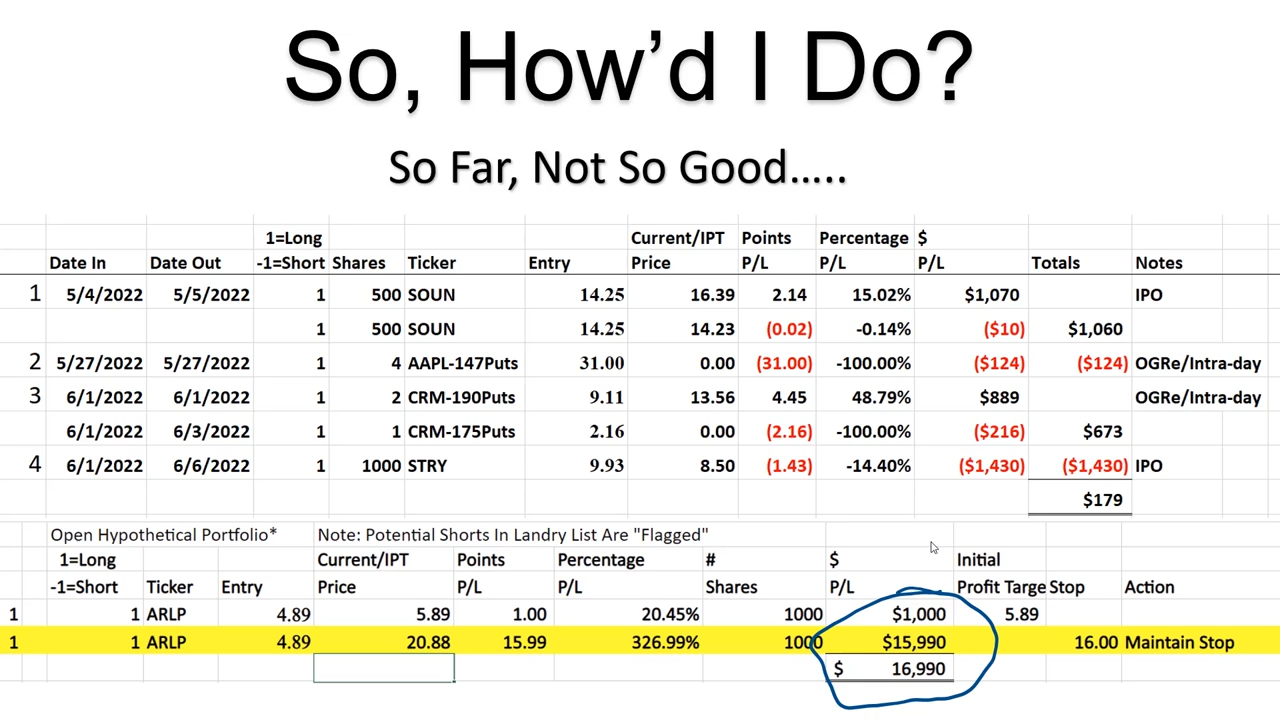 So, How’d I Do?
So Far, Not So Good…..
1=Long Current/IPT Points Percentage $
Date In Date Out -1=Short Shares Ticker Entry Price P/L P/L P/L Totals Notes
1 5/4/2022 5/5/2022 1 500 SOUN 14.25 16.39 2.14 15.02% $1,070 IPO
1 500 SOUN 14.25 14.23 (0.02) -0.14% ($10) $1,060
2 5/27/2022 5/27/2022 1 4 AAPL-147Puts 31.00 0.00 (31.00) -100.00% ($124) ($124) OGRe/Intra-day
3 6/1/2022 6/1/2022 1 2 CRM-190Puts 9.11 13.56 4.45 48.79% $889 OGRe/Intra-day
6/1/2022 6/3/2022 1 1 CRM-175Puts 2.16 0.00 (2.16) -100.00% ($216) $673
4 6/1/2022 6/6/2022 1 1000 STRY 9.93 8.50 (1.43) -14.40% ($1,430) ($1,430) IPO
$179
Open Hypothetical Portfolio* Note: Potential Shorts In Landry List Are "Flagged"
1=Long Current/IPT Points Percentage # $ Initial
-1=Short Ticker Entry Price P/L P/L Shares P/L Profit Targe Stop Action
1 1 ARLP 4.89 5.89 1.00 20.45% 1000 $1,000 5.89
1 1 ARLP 4.89 20.88 15.99 326.99% 1000 $15,990 16.00 Maintain Stop
$ 16,990